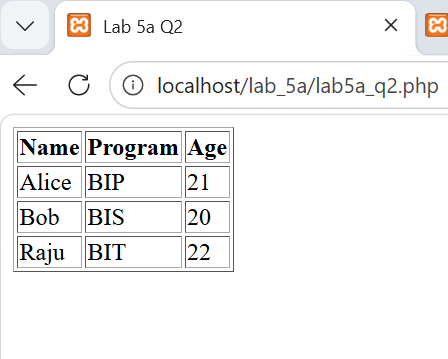 Lab 5a Q2
localhost/lab_5a/lab5a_q2.php
Name Program Age
Alice BIP 21
Bob BIS 20
Raju BIT 22